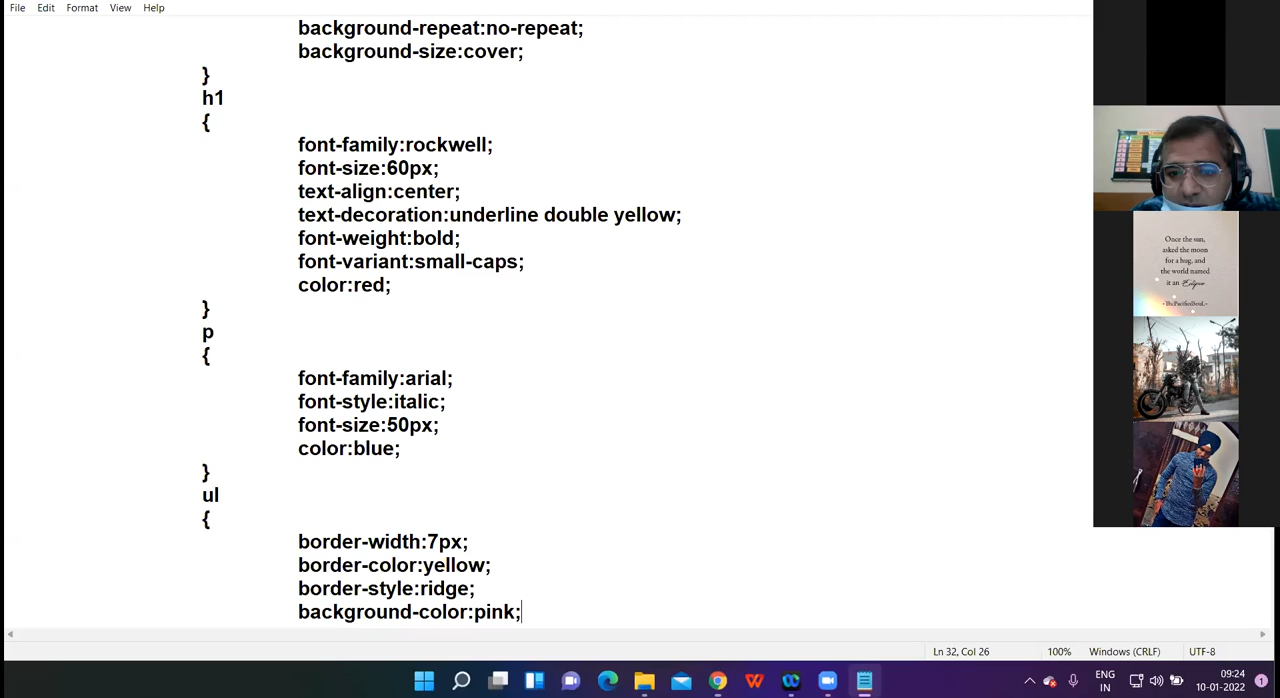 File Edit Format View Help
background-repeat:no-repeat;
background-size:cover;
}
h1
{
font-family:rockwell;
font-size:60px;
text-align:center;
text-decoration:underline double yellow;
font-weight:bold;
font-variant:small-caps;
color:red;
}
p
{
font-family:arial;
font-style:italic;
font-size:50px;
color:blue;
}
ul
{
border-width:7px;
border-color:yellow;
border-style:ridge;
background-color:pink;
Once the sun,
asked the moon
for a hug, and
the world named
it an Eclipse
Ln 32, Col 26 100% Windows (CRLF) UTF-8
ENG
IN
09:24
10-01-2022
1